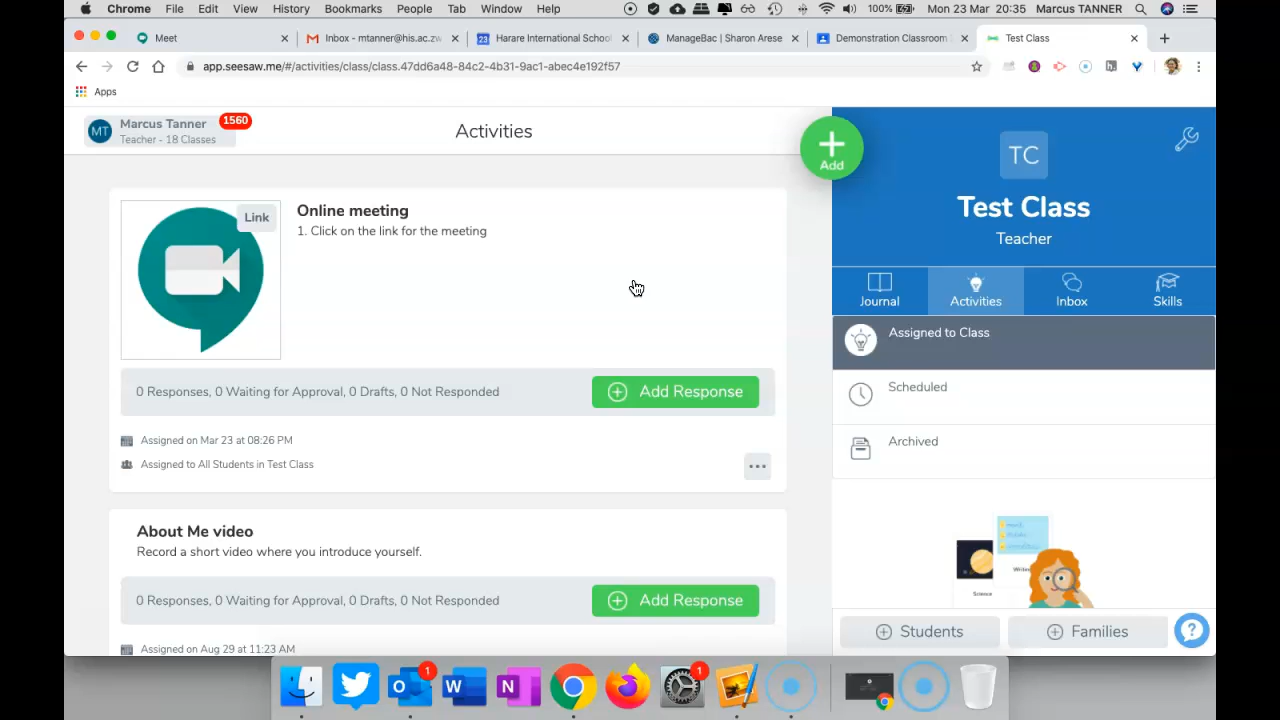 Chrome File Edit View History Bookmarks People Tab Window Help 100% Mon 23 Mar 20:35 Marcus TANNER
Meet Inbox - mtanner@his.ac.zw Harare International School ManageBac | Sharon Arese Demonstration Classroom Test Class
app.seesaw.me/#/activities/class/class.47dd6a48-84c2-4b31-9ac1-abec4e192f57
Apps
MT
Marcus Tanner
Teacher - 18 Classes
1560
Activities
Add
Link
Online meeting
1. Click on the link for the meeting
0 Responses, 0 Waiting for Approval, 0 Drafts, 0 Not Responded
Add Response
Assigned on Mar 23 at 08:26 PM
Assigned to All Students in Test Class
About Me video
Record a short video where you introduce yourself.
0 Responses, 0 Waiting for Approval, 0 Drafts, 0 Not Responded
Add Response
Assigned on Aug 29 at 11:23 AM
TC
Test Class
Teacher
Journal Activities Inbox Skills
Assigned to Class
Scheduled
Archived
Science
Students Families
1 1